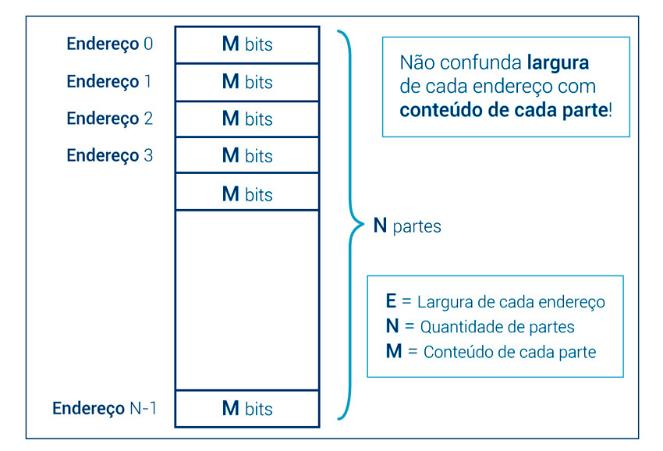 Endereço 0
M bits
Endereço 1
M bits
Endereço 2
M bits
Endereço 3
M bits
M bits
Endereço N-1
M bits
N partes
Não confunda largura
de cada endereço com
conteúdo de cada parte!
E = Largura de cada endereço
N = Quantidade de partes
M = Conteúdo de cada parte